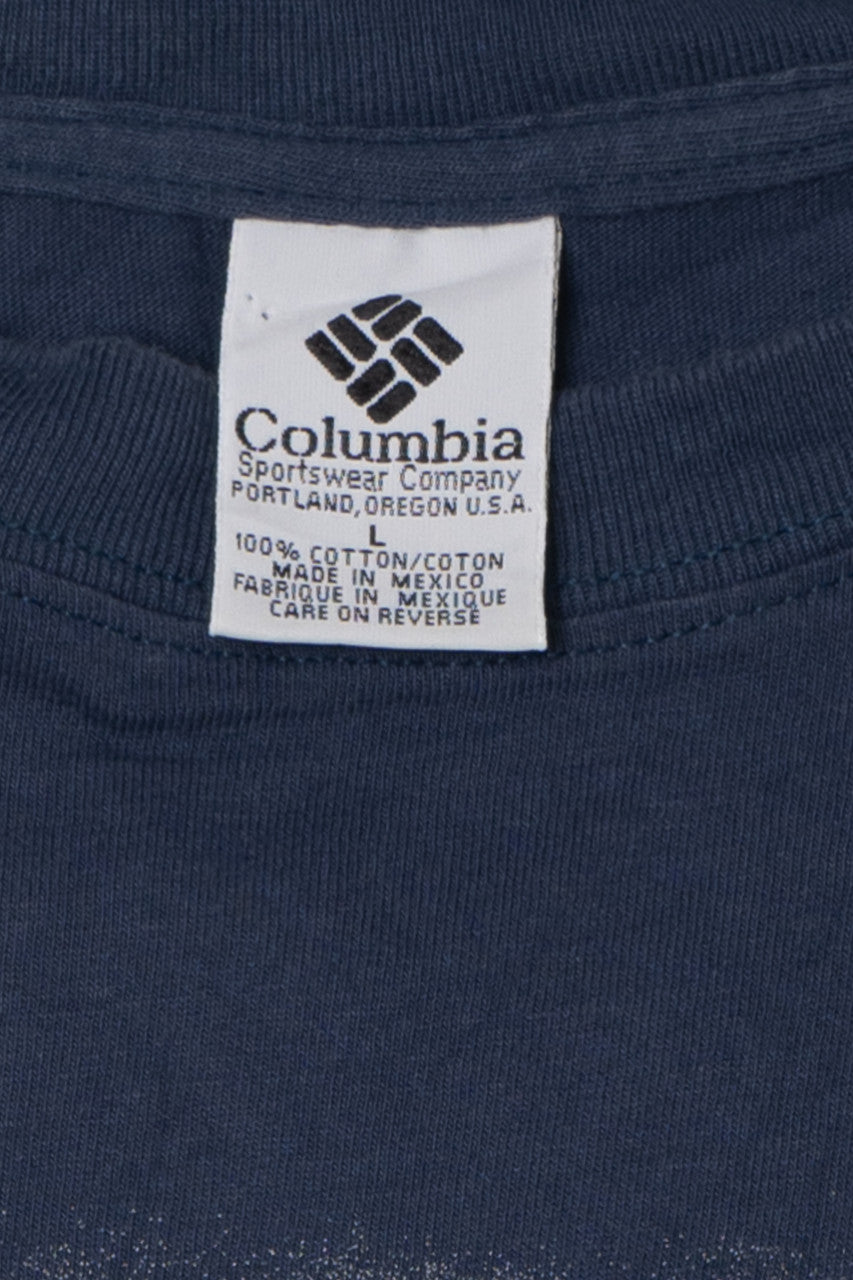 Columbia
Sportswear Company
PORTLAND,OREGON U.S.A.
L
100% COTTON/COTON
MADE IN MEXICO
FABRIQUE IN MEXIQUE
CARE ON REVERSE